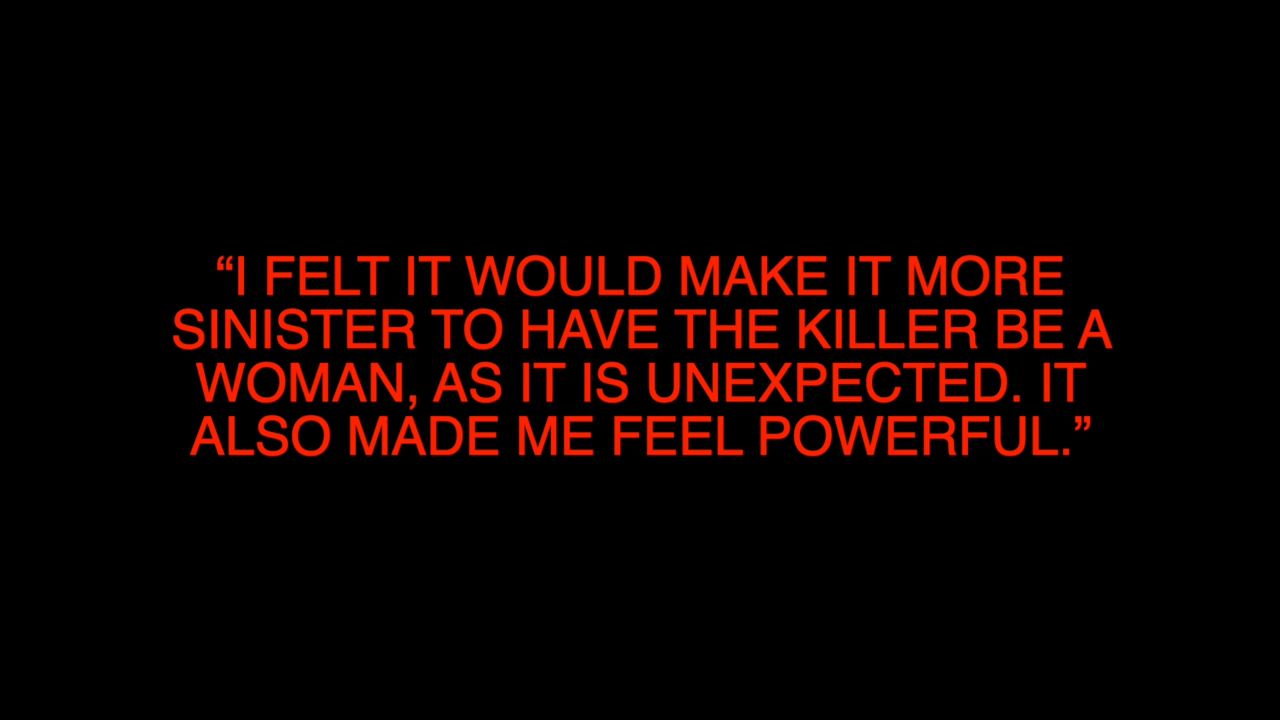 “I FELT IT WOULD MAKE IT MORE
SINISTER TO HAVE THE KILLER BE A
WOMAN, AS IT IS UNEXPECTED. IT
ALSO MADE ME FEEL POWERFUL.”